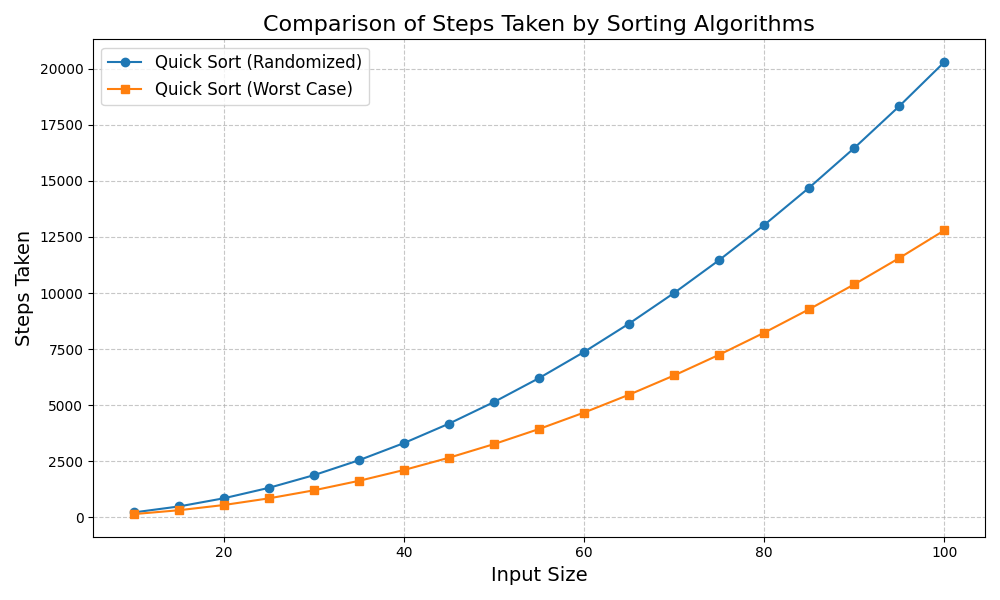 Comparison of Steps Taken by Sorting Algorithms
Quick Sort (Randomized)
Quick Sort (Worst Case)
Steps Taken
20000
17500
15000
12500
10000
7500
5000
2500
0
20 40 60 80 100
Input Size